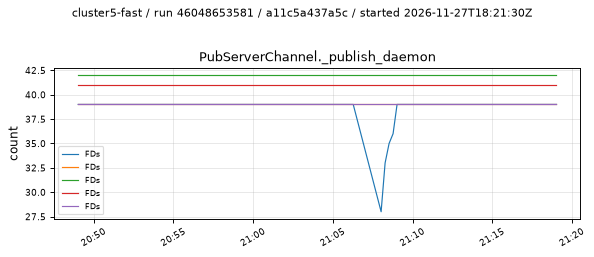 cluster5-fast / run 46048653581 / a11c5a437a5c / started 2026-11-27T18:21:30Z
PubServerChannel._publish_daemon
count
42.5
40.0
37.5
35.0
32.5
30.0
27.5
FDs
FDs
FDs
FDs
FDs
20:50
20:55
21:00
21:05
21:10
21:15
21:20